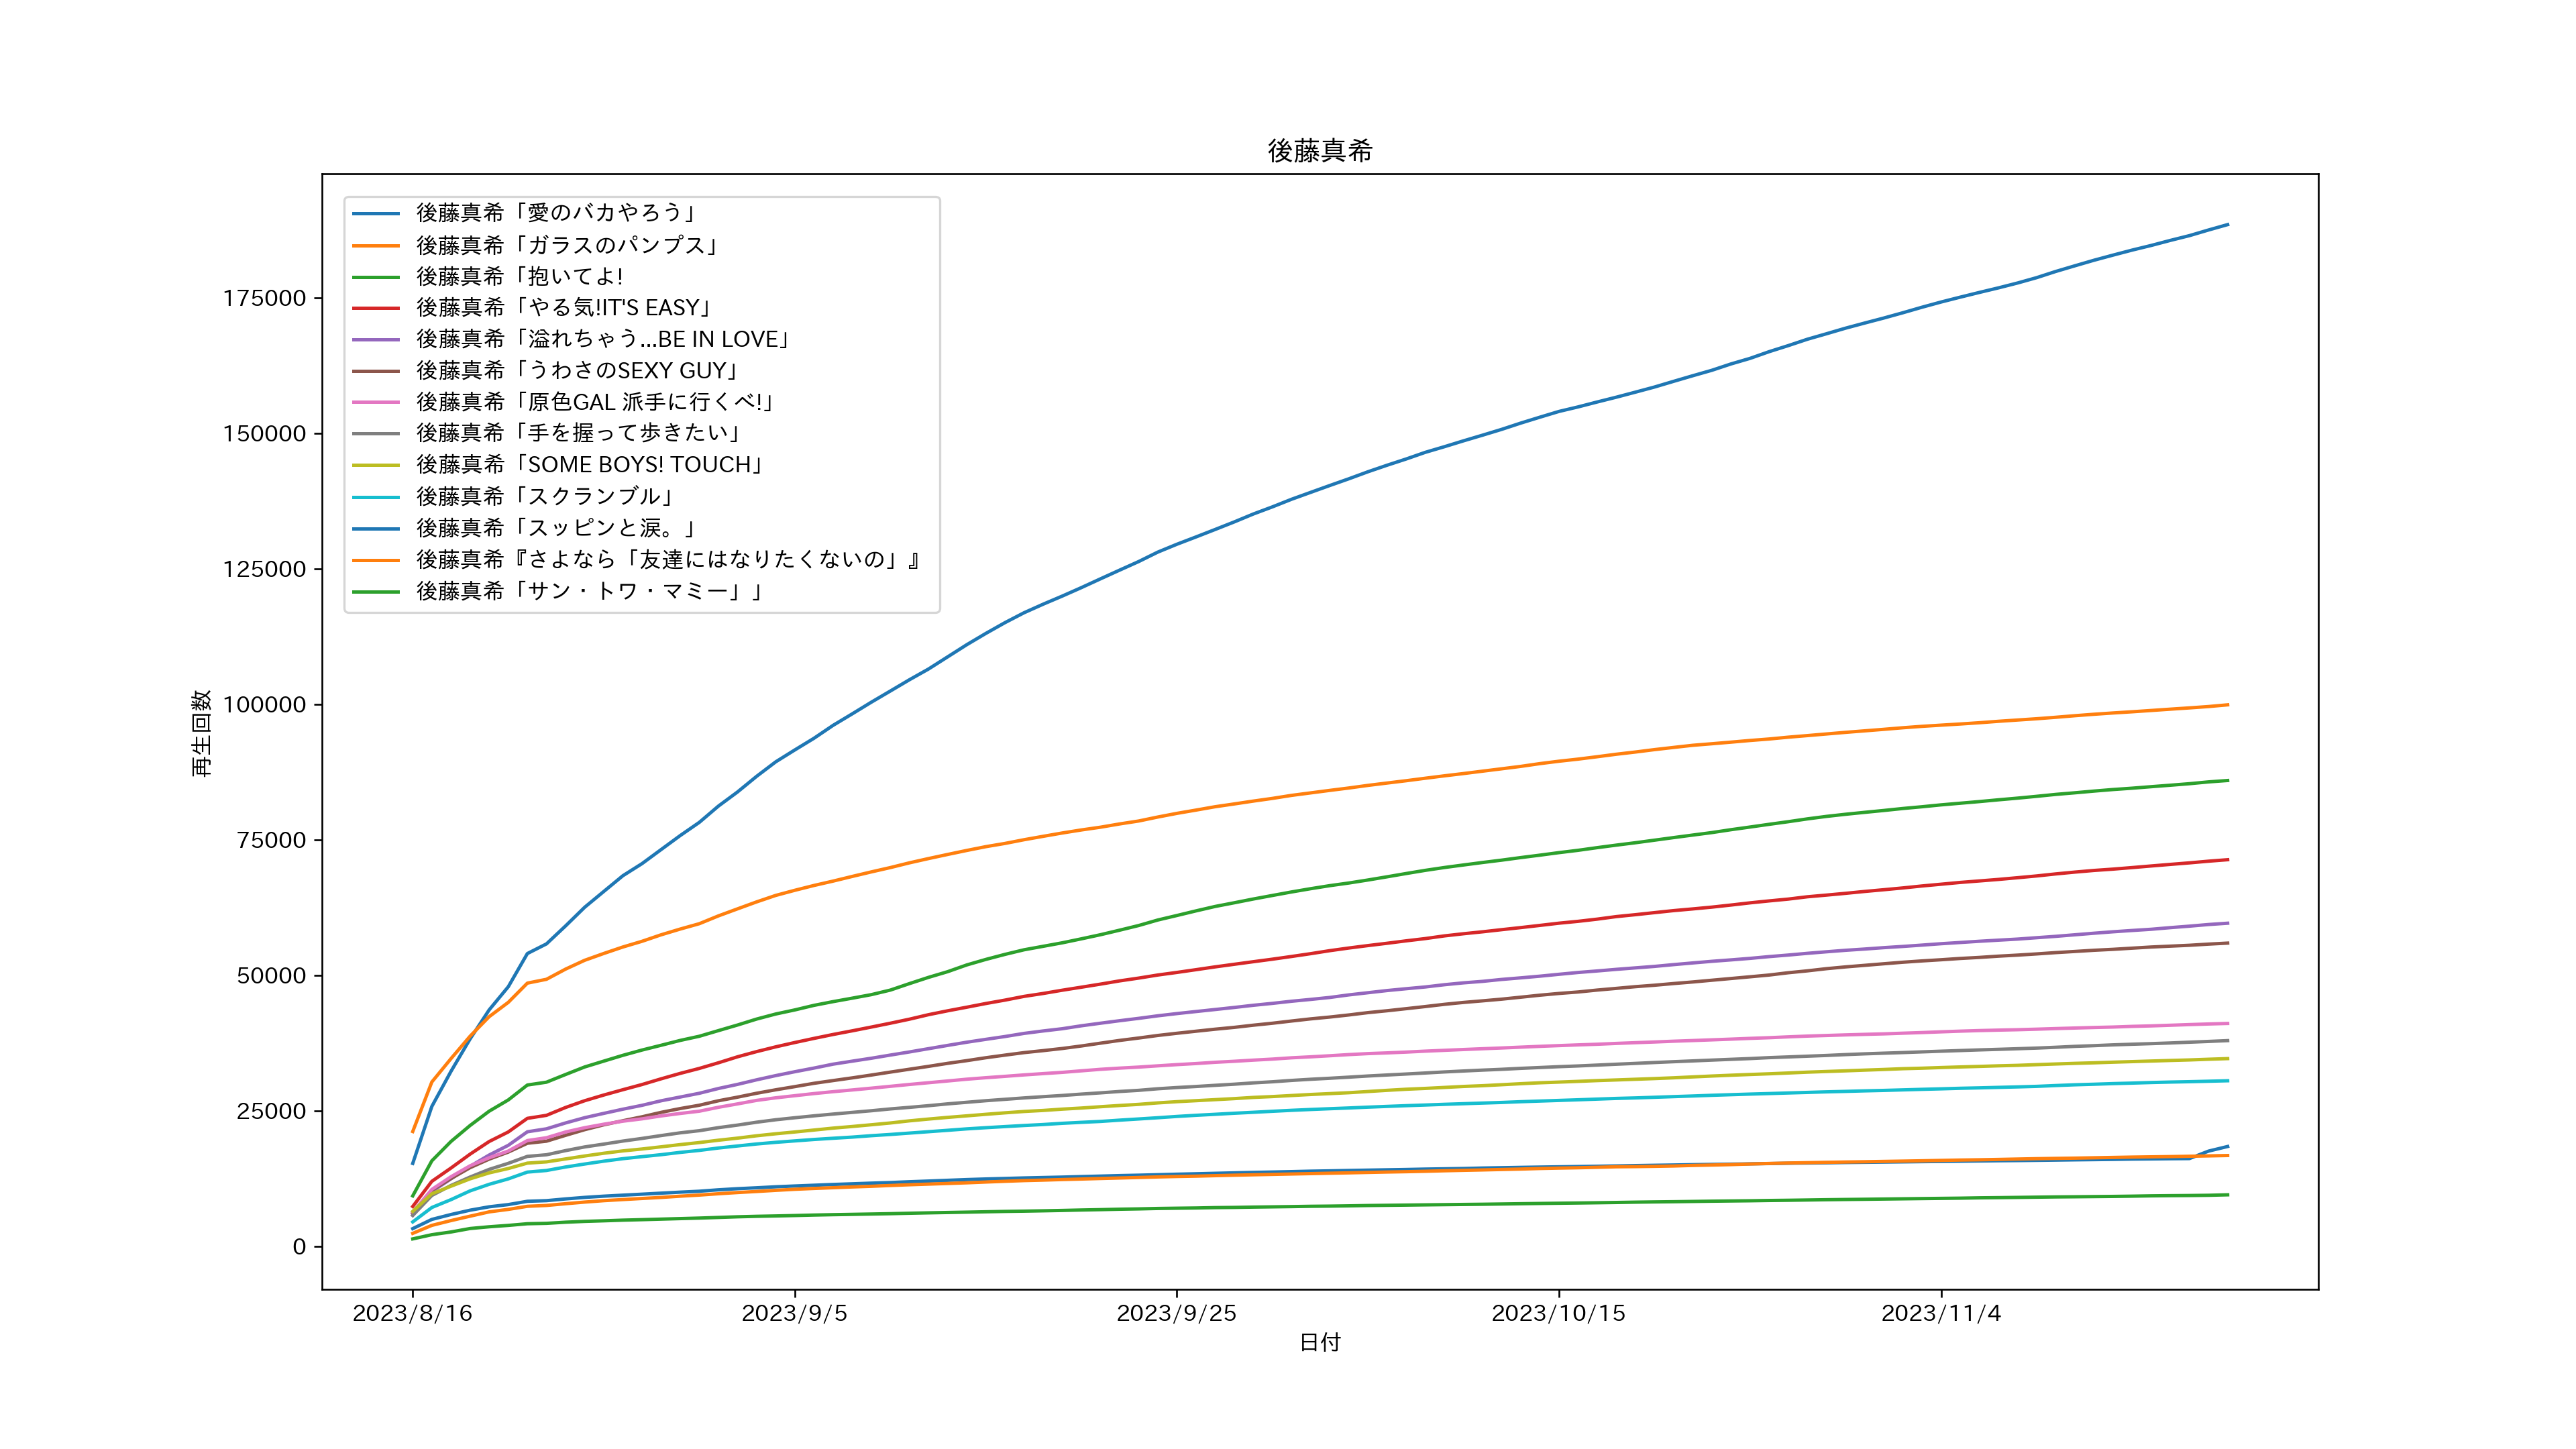 後藤真希
後藤真希「愛のバカやろう」
後藤真希「ガラスのパンプス」
後藤真希「抱いてよ!
後藤真希「やる気!IT'S EASY」
後藤真希「溢れちゃう...BE IN LOVE」
後藤真希「うわさのSEXY GUY」
後藤真希「原色GAL 派手に行くべ!」
後藤真希「手を握って歩きたい」
後藤真希「SOME BOYS! TOUCH」
後藤真希「スクランブル」
後藤真希「スッピンと涙。」
後藤真希『さよなら「友達にはなりたくないの」』
後藤真希「サン・トワ・マミー」」
再生回数
175000
150000
125000
100000
75000
50000
25000
0
2023/8/16
2023/9/5
2023/9/25
2023/10/15
2023/11/4
日付